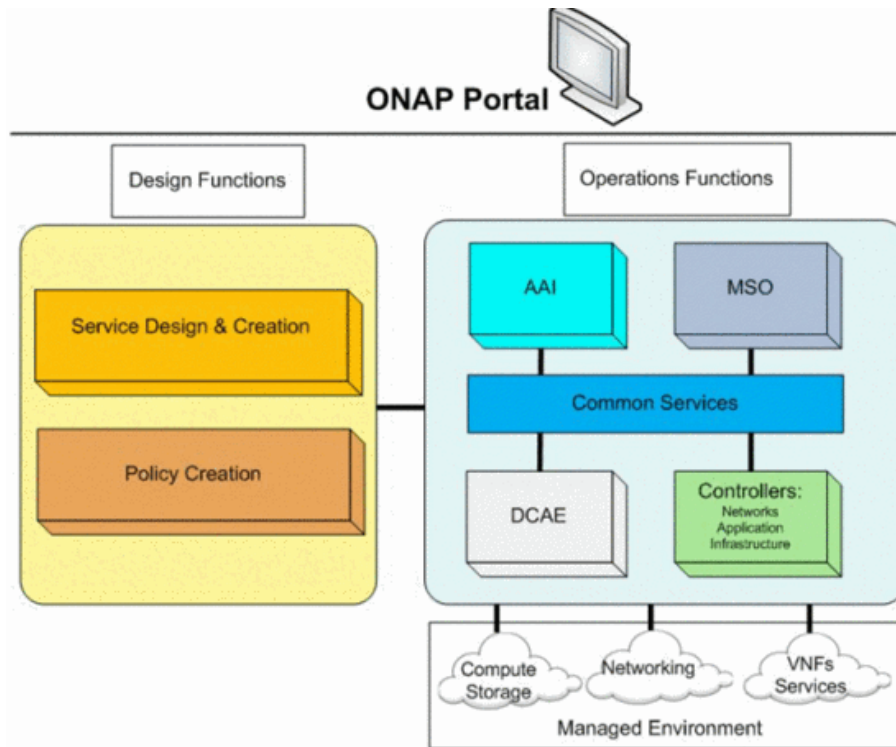 ONAP Portal
Design Functions
Operations Functions
Service Design & Creation
Policy Creation
AAI
MSO
Common Services
DCAE
Controllers:
Networks
Application
Infrastructure
Compute
Storage
Networking
VNFs
Services
Managed Environment